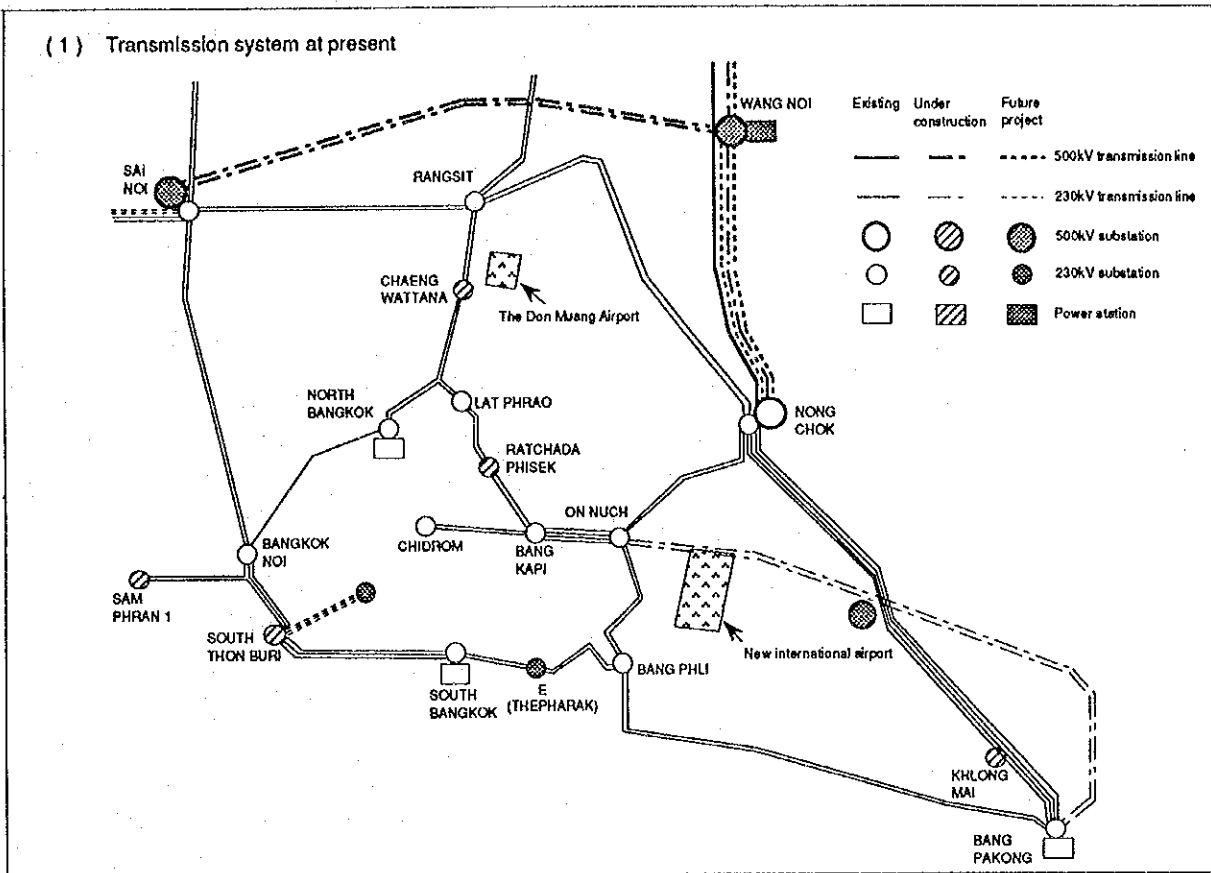 (1) Transmission system at present
WANG NOI
Existing
Under
construction
Future
project
500kV transmission line
230kV transmission line
500kV substation
230kV substation
Power station
SAI
NOI
RANGSIT
CHAENG
WATTANA
The Don Muang Airport
NORTH
BANGKOK
LAT PHRAO
NONG
CHOK
RATCHADA
PHISEK
ON NUCH
CHIDROM
BANG
KAPI
BANGKOK
NOI
SAM
PHRAN 1
SOUTH
THON BURI
New international airport
BANG PHLI
SOUTH
BANGKOK
E
(THEPHARAK)
KHLONG
MAI
BANG
PAKONG